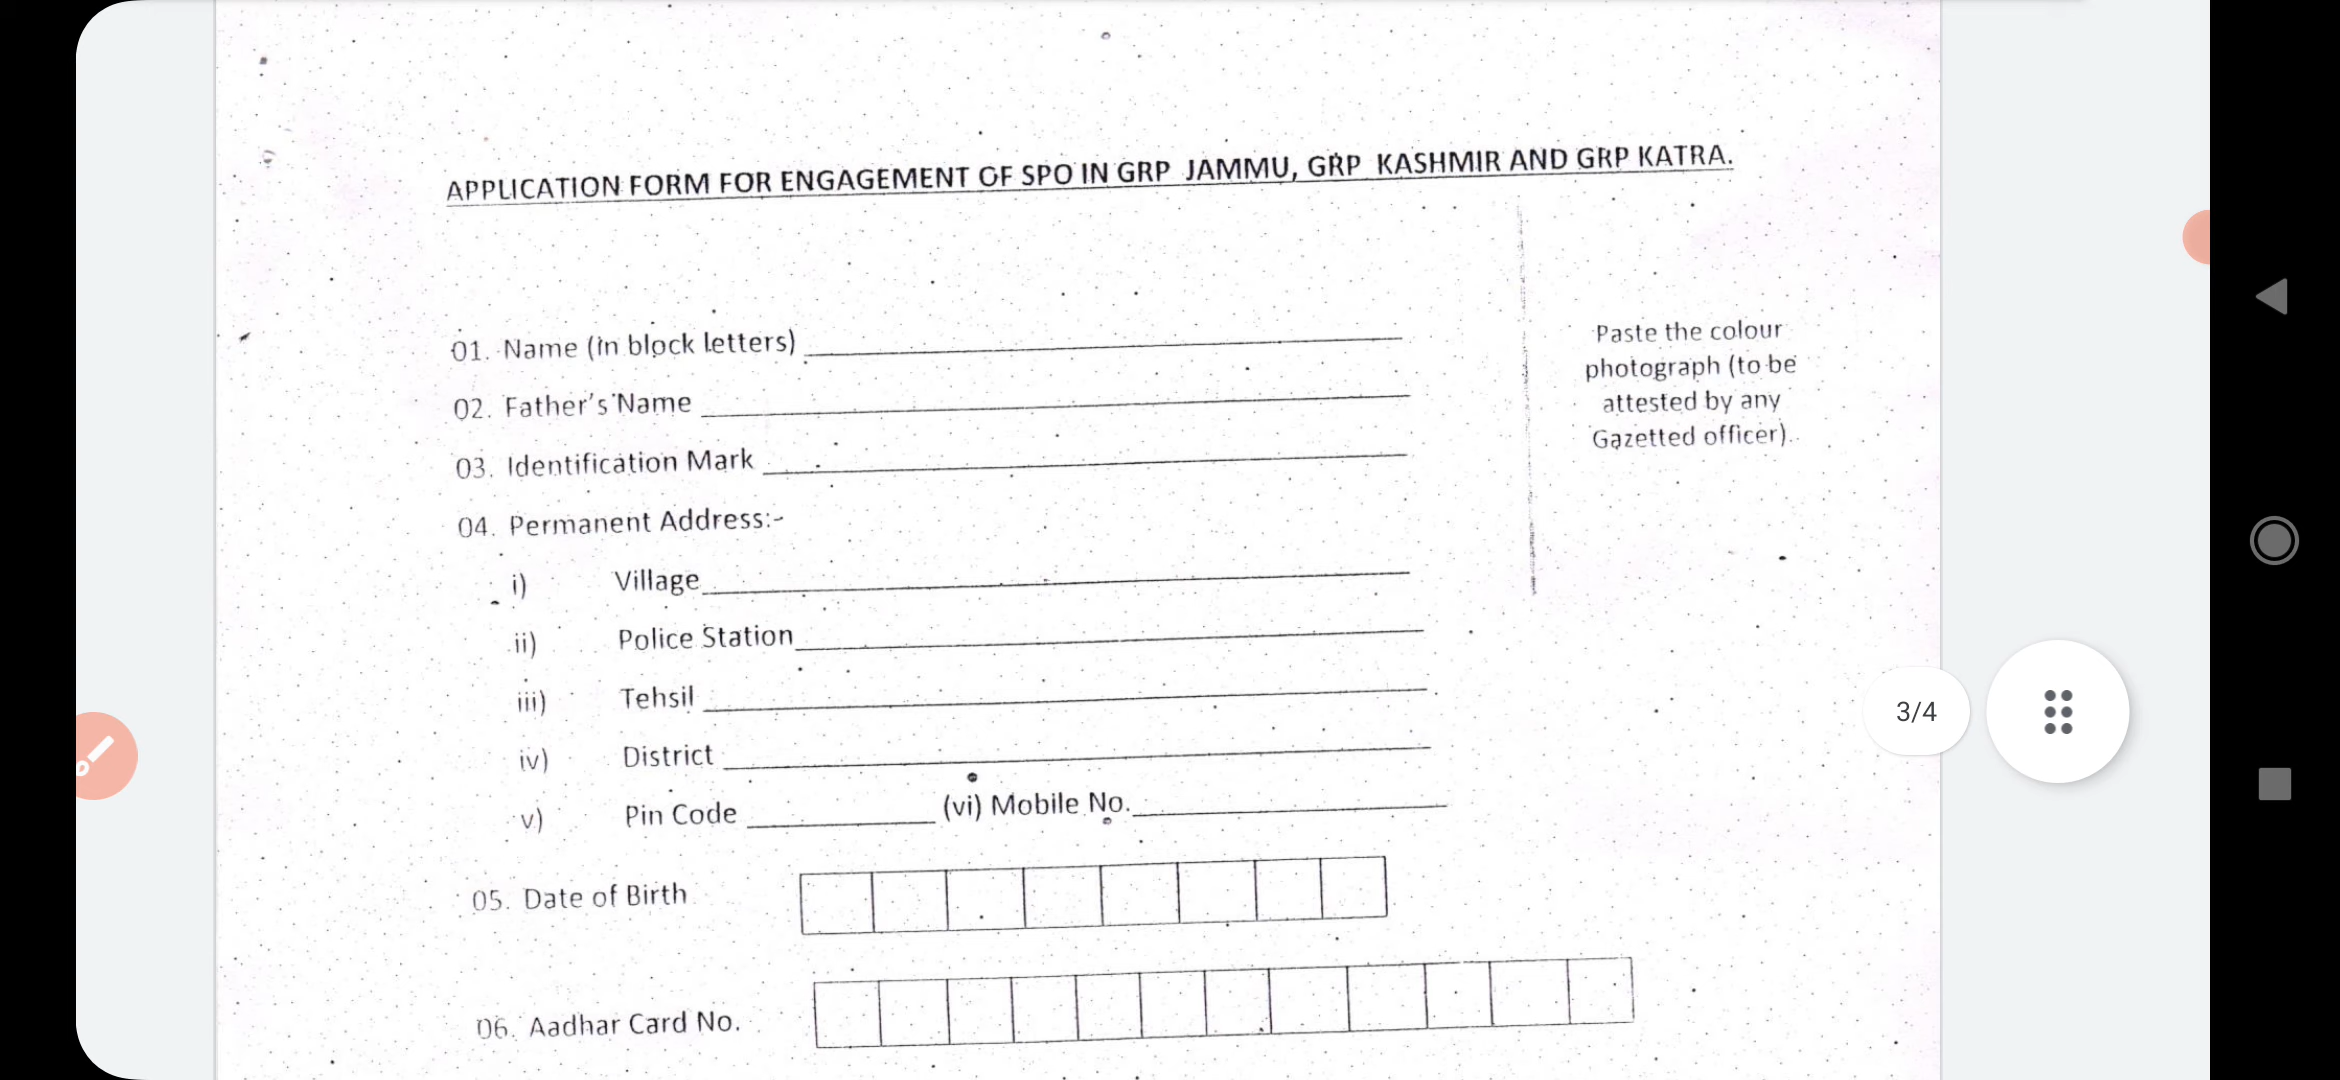 APPLICATION FORM FOR ENGAGEMENT OF SPO IN GRP JAMMU, GRP KASHMIR AND GRP KATRA.
01. Name (in block letters)
Paste the colour
photograph (to be
attested by any
Gazetted officer).
02. Father's Name
03. Identification Mark
04. Permanent Address:-
i) Village
ii) Police Station
iii) Tehsil
iv) District
v) Pin Code (vi) Mobile No.
05. Date of Birth
06. Aadhar Card No.
3/4